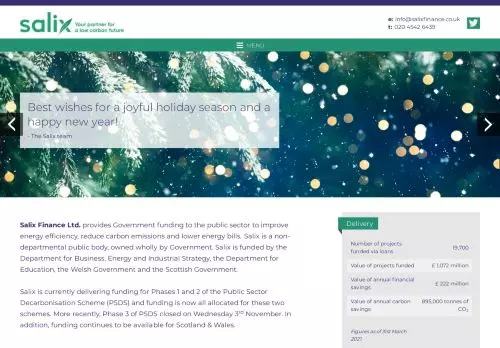 salix Your partner for
a low carbon future
e: info@salixfinance.co.uk
t: 020 4542 6439
MENU
Best wishes for a joyful holiday season and a
happy new year!
- The Salix team
Salix Finance Ltd. provides Government funding to the public sector to improve
energy efficiency, reduce carbon emissions and lower energy bills. Salix is a non-
departmental public body, owned wholly by Government. Salix is funded by the
Department for Business, Energy and Industrial Strategy, the Department for
Education, the Welsh Government and the Scottish Government.
Salix is currently delivering funding for Phases 1 and 2 of the Public Sector
Decarbonisation Scheme (PSDS) and funding is now all allocated for these two
schemes. More recently, Phase 3 of PSDS closed on Wednesday 3rd November. In
addition, funding continues to be available for Scotland & Wales.
Delivery
Number of projects
funded via loans 19,700
Value of projects funded £ 1,072 million
Value of annual financial
savings £ 222 million
Value of annual carbon
savings 895,000 tonnes of
CO2
Figures as of 31st March
2021